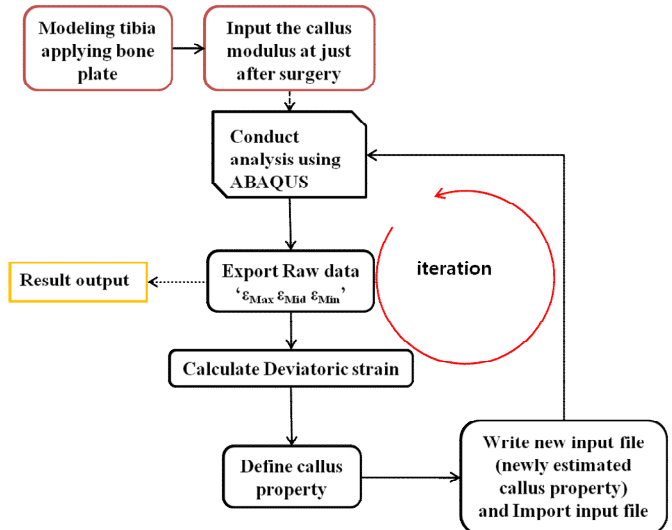 Modeling tibia
applying bone
plate
Input the callus
modulus at just
after surgery
Conduct
analysis using
ABAQUS
iteration
Result output
Export Raw data
‘εMax εMid εMin’
Calculate Deviatoric strain
Define callus
property
Write new input file
(newly estimated
callus property)
and Import input file